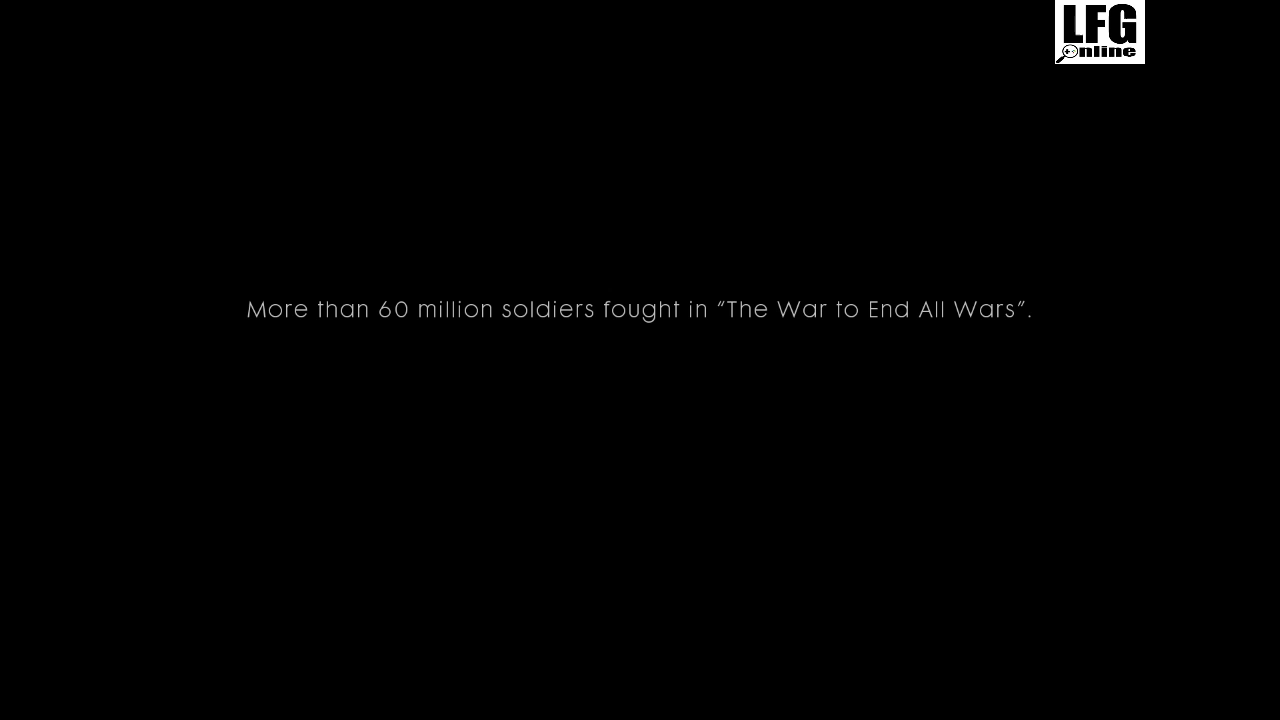 LFG
Online
More than 60 million soldiers fought in “The War to End All Wars”.